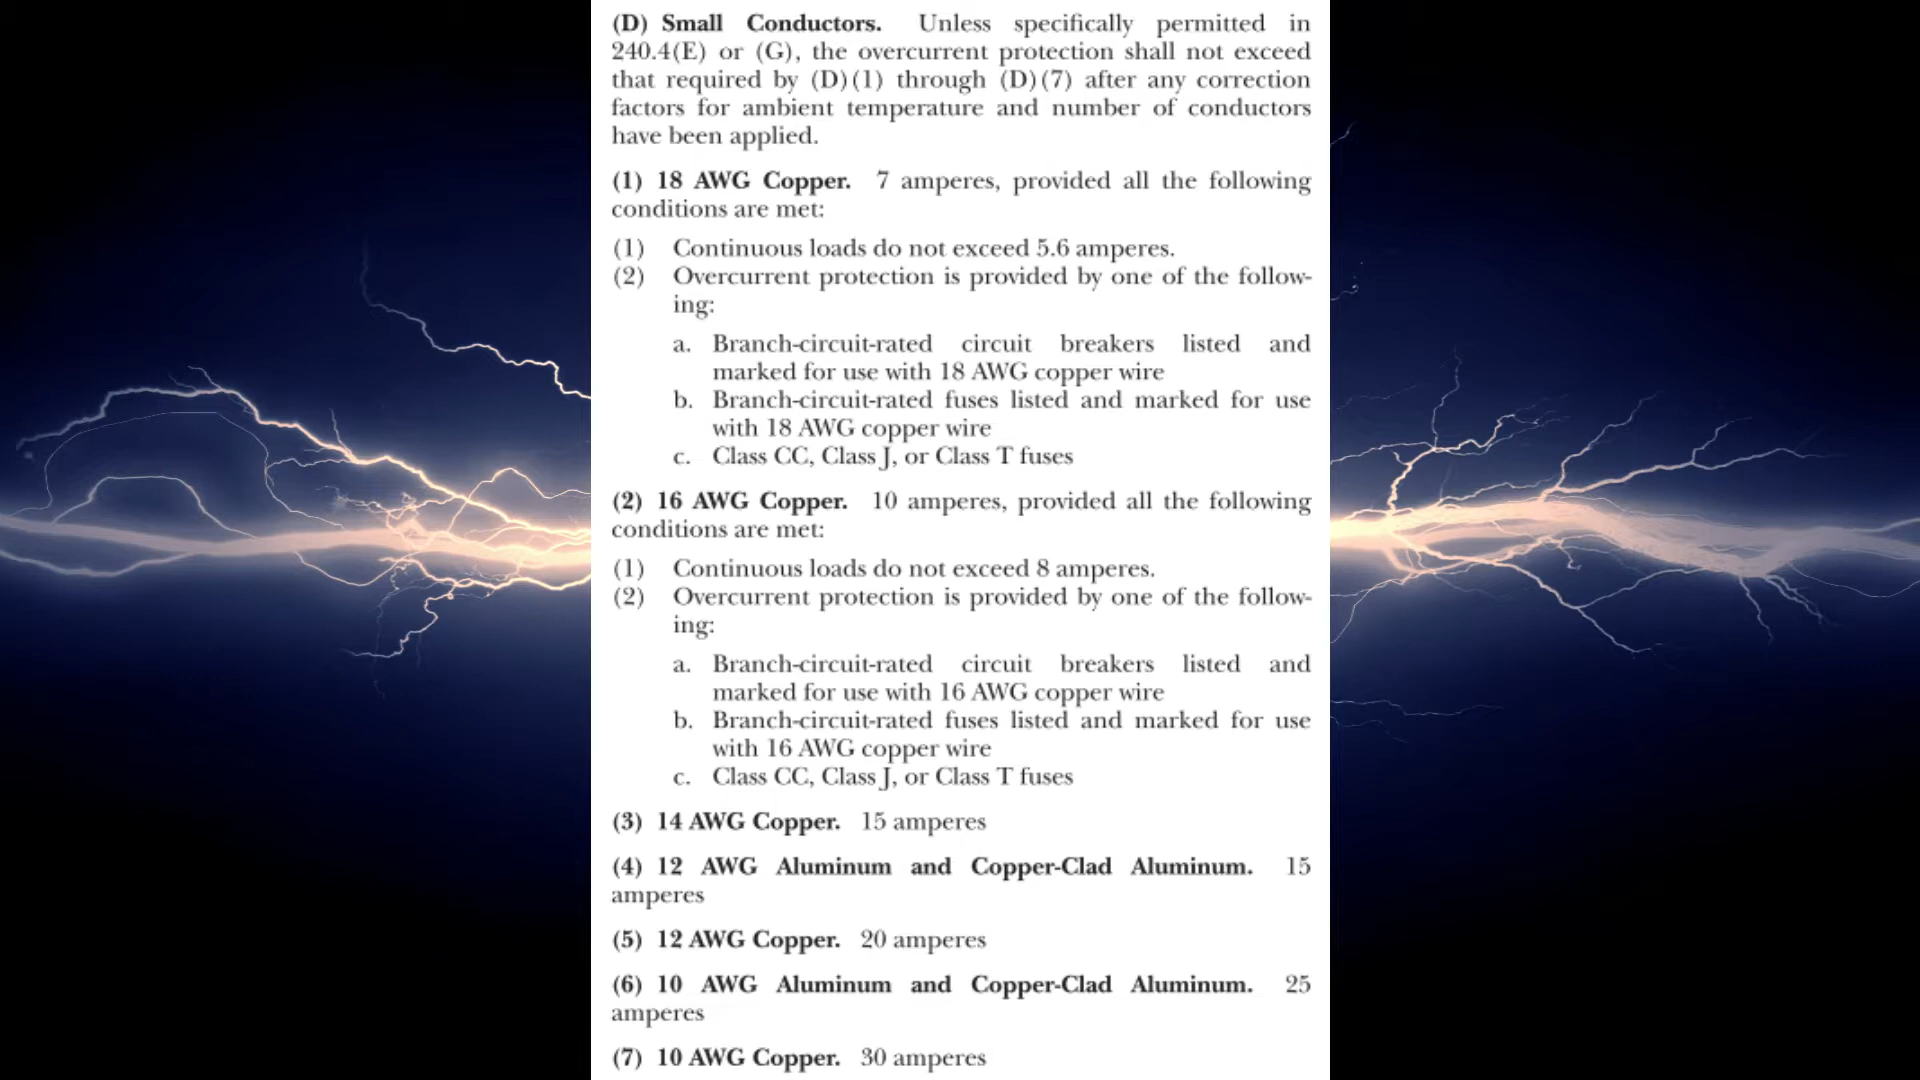 (D) Small Conductors. Unless specifically permitted in
240.4(E) or (G), the overcurrent protection shall not exceed
that required by (D)(1) through (D)(7) after any correction
factors for ambient temperature and number of conductors
have been applied.
(1) 18 AWG Copper. 7 amperes, provided all the following
conditions are met:
(1) Continuous loads do not exceed 5.6 amperes.
(2) Overcurrent protection is provided by one of the follow-
ing:
a. Branch-circuit-rated circuit breakers listed and
marked for use with 18 AWG copper wire
b. Branch-circuit-rated fuses listed and marked for use
with 18 AWG copper wire
c. Class CC, Class J, or Class T fuses
(2) 16 AWG Copper. 10 amperes, provided all the following
conditions are met:
(1) Continuous loads do not exceed 8 amperes.
(2) Overcurrent protection is provided by one of the follow-
ing:
a. Branch-circuit-rated circuit breakers listed and
marked for use with 16 AWG copper wire
b. Branch-circuit-rated fuses listed and marked for use
with 16 AWG copper wire
c. Class CC, Class J, or Class T fuses
(3) 14 AWG Copper. 15 amperes
(4) 12 AWG Aluminum and Copper-Clad Aluminum. 15
amperes
(5) 12 AWG Copper. 20 amperes
(6) 10 AWG Aluminum and Copper-Clad Aluminum. 25
amperes
(7) 10 AWG Copper. 30 amperes